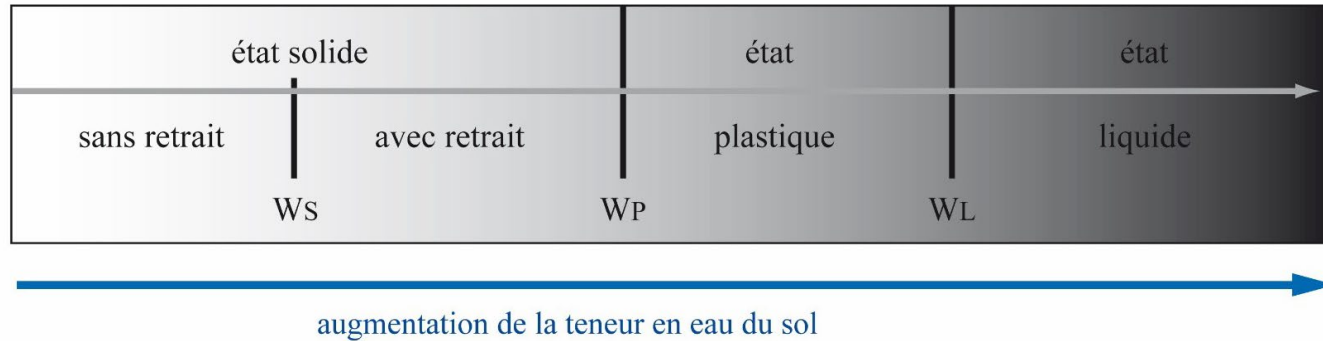 état solide état état
sans retrait avec retrait plastique liquide
WS WP WL
augmentation de la teneur en eau du sol